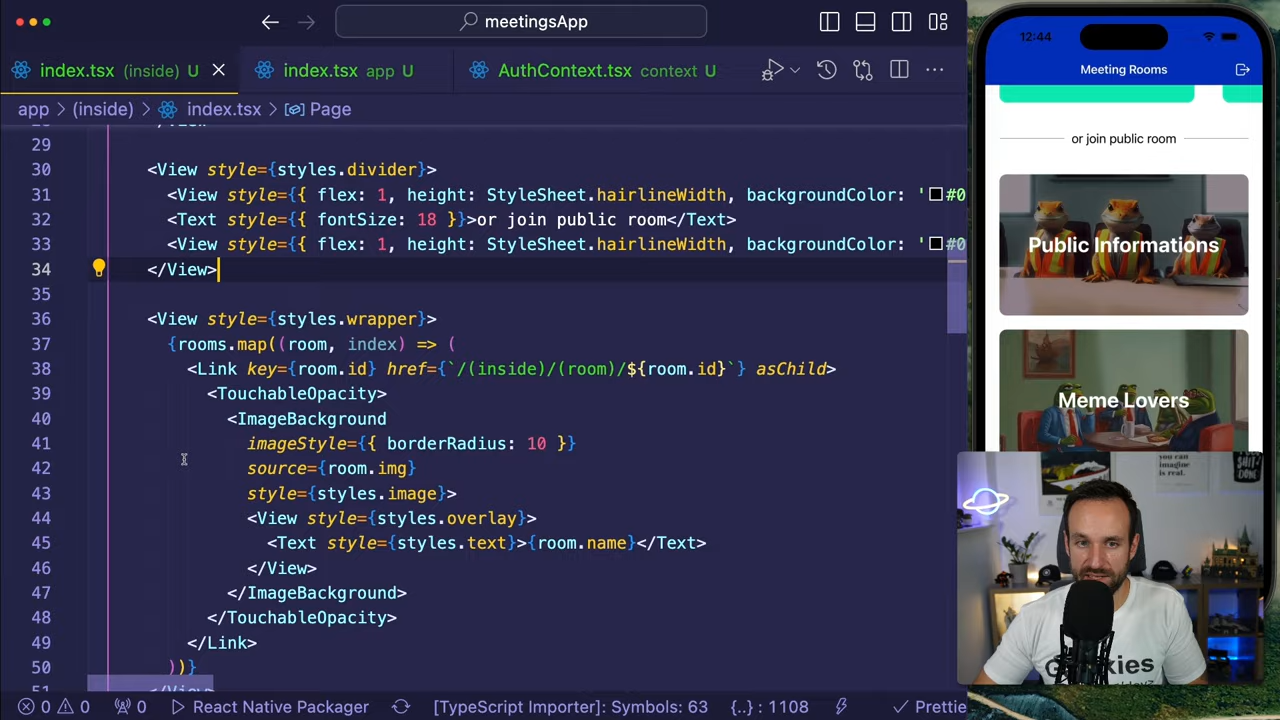 meetingsApp
index.tsx (inside) U
index.tsx app U
AuthContext.tsx context U
app
(inside)
index.tsx
Page
29
30 <View style={styles.divider}>
31 <View style={{ flex: 1, height: StyleSheet.hairlineWidth, backgroundColor: '#0
32 <Text style={{ fontSize: 18 }}>or join public room</Text>
33 <View style={{ flex: 1, height: StyleSheet.hairlineWidth, backgroundColor: '#0
34 </View>
35
36 <View style={styles.wrapper}>
37 {rooms.map((room, index) => (
38 <Link key={room.id} href={`/(inside)/(room)/${room.id}`} asChild>
39 <TouchableOpacity>
40 <ImageBackground
41 imageStyle={{ borderRadius: 10 }}
42 source={room.img}
43 style={styles.image}>
44 <View style={styles.overlay}>
45 <Text style={styles.text}>{room.name}</Text>
46 </View>
47 </ImageBackground>
48 </TouchableOpacity>
49 </Link>
50 ))}
0 0 0 React Native Packager [TypeScript Importer]: Symbols: 63 {..} : 1108 Prettie
12:44
Meeting Rooms
or join public room
Public Informations
Meme Lovers